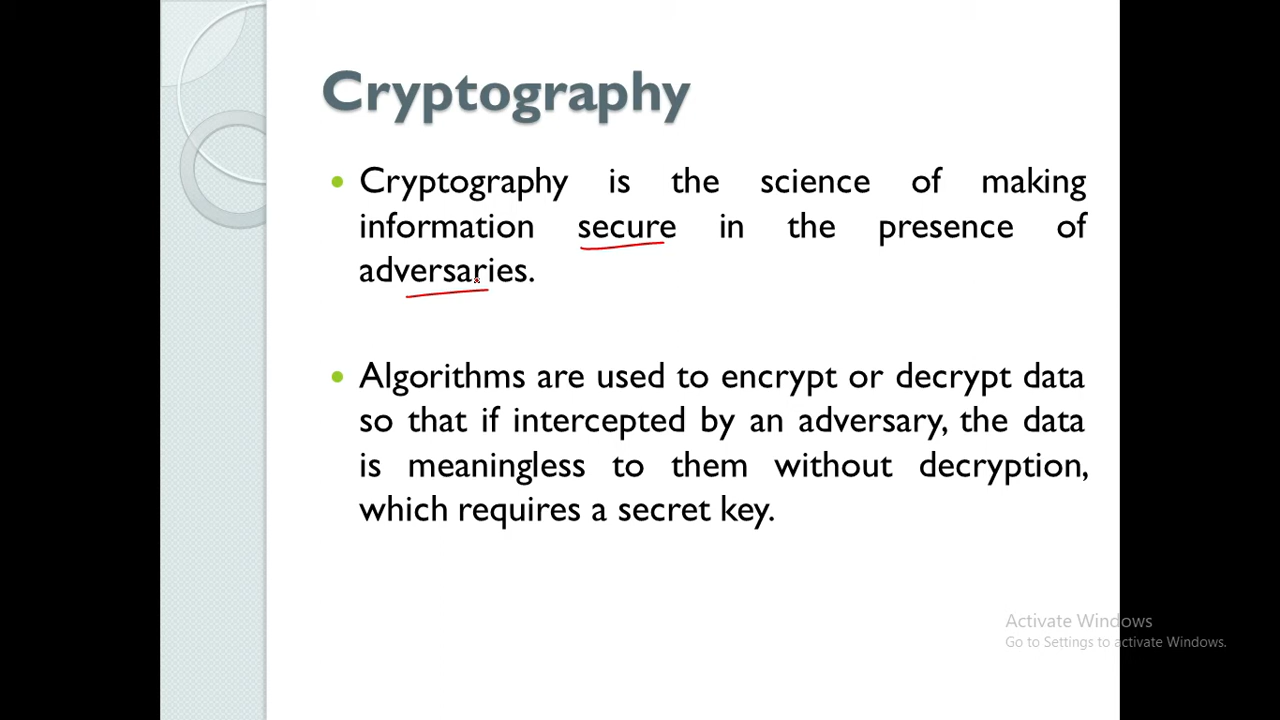 Cryptography
Cryptography is the science of making
information secure in the presence of
adversaries.
Algorithms are used to encrypt or decrypt data
so that if intercepted by an adversary, the data
is meaningless to them without decryption,
which requires a secret key.
Activate Windows
Go to Settings to activate Windows.